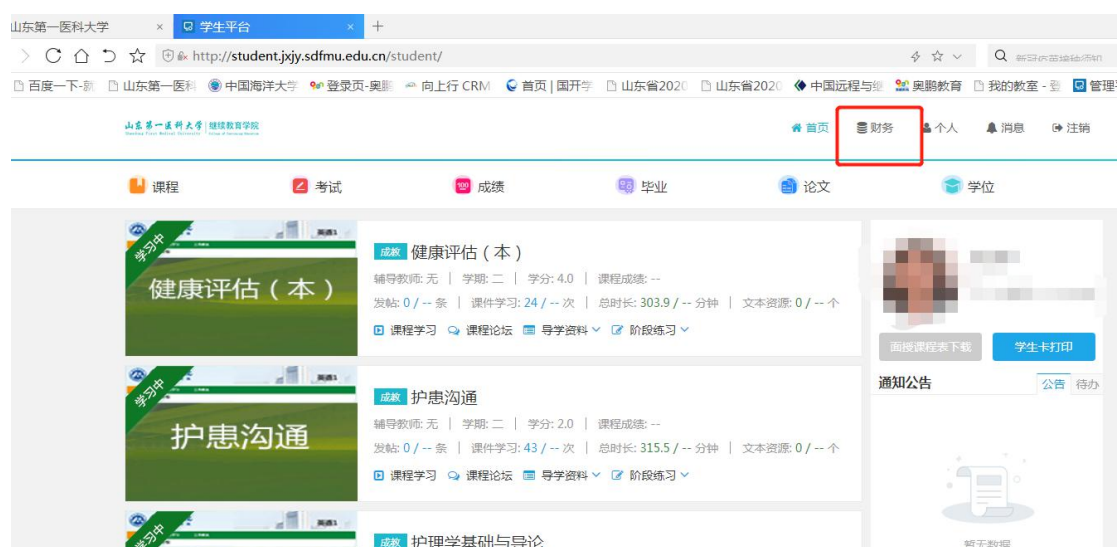 山东第一医科大学 × 学生平台 × +
http://student.jxjy.sdfmu.edu.cn/student/
百度一下-就 山东第一医科 中国海洋大学 登受页-奥鹏 向上行 CRM 首页 | 国开学 山东省2020 山东省2020 中国远程与继 奥鹏教育 我的教室 - 登 管理
山东第一医科大学 继续教育学院
首页 财务 个人 消息 注销
课程 考试 成绩 毕业 论文 学位
学习中
健康评估（本）
成教 健康评估（本）
辅导教师: 无 | 学期: 二 | 学分: 4.0 | 课程成绩: --
发帖: 0 / -- 条 | 课件学习: 24 / -- 次 | 总时长: 303.9 / -- 分钟 | 文本资源: 0 / -- 个
课程学习 课程论坛 导学资料 阶段练习
面授课程表下载 学生卡打印
通知公告 公告 待办
学习中
护患沟通
成教 护患沟通
辅导教师: 无 | 学期: 二 | 学分: 2.0 | 课程成绩: --
发帖: 0 / -- 条 | 课件学习: 43 / -- 次 | 总时长: 315.5 / -- 分钟 | 文本资源: 0 / -- 个
课程学习 课程论坛 导学资料 阶段练习
学习中
成教 护理学基础与导论
暂无数据